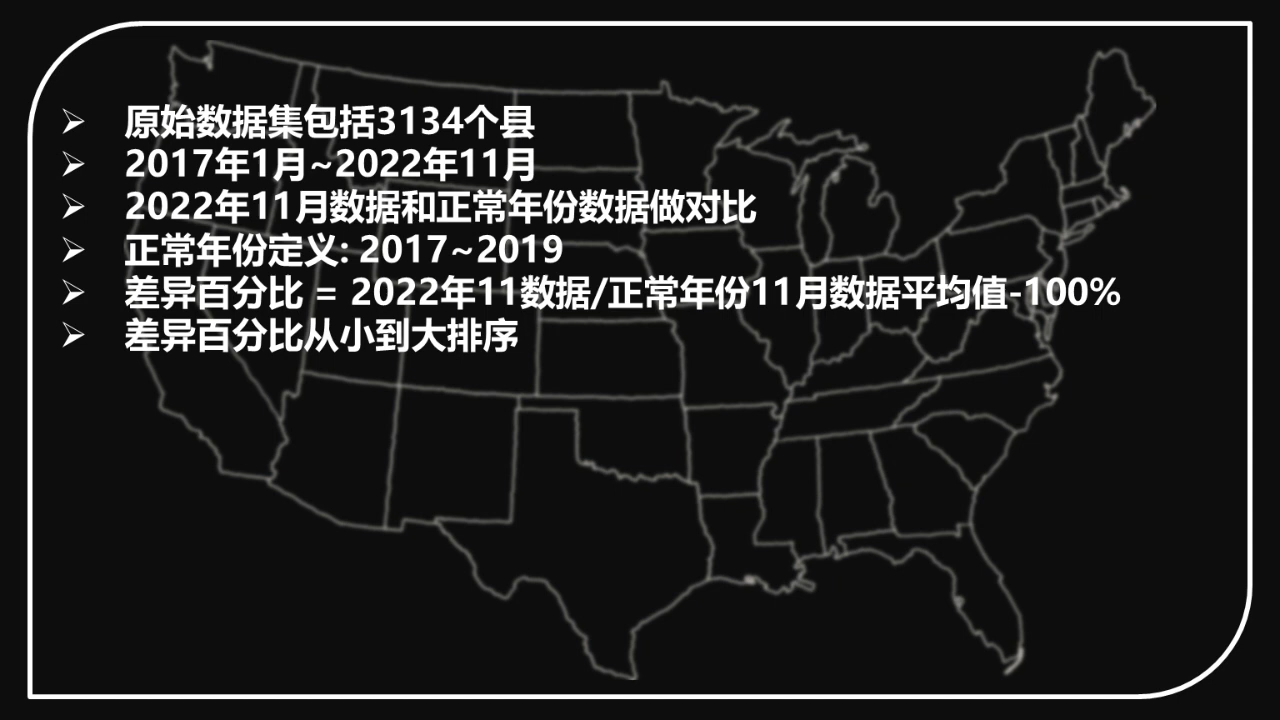 原始数据集包括3134个县
2017年1月~2022年11月
2022年11月数据和正常年份数据做对比
正常年份定义: 2017~2019
差异百分比 = 2022年11数据/正常年份11月数据平均值-100%
差异百分比从小到大排序